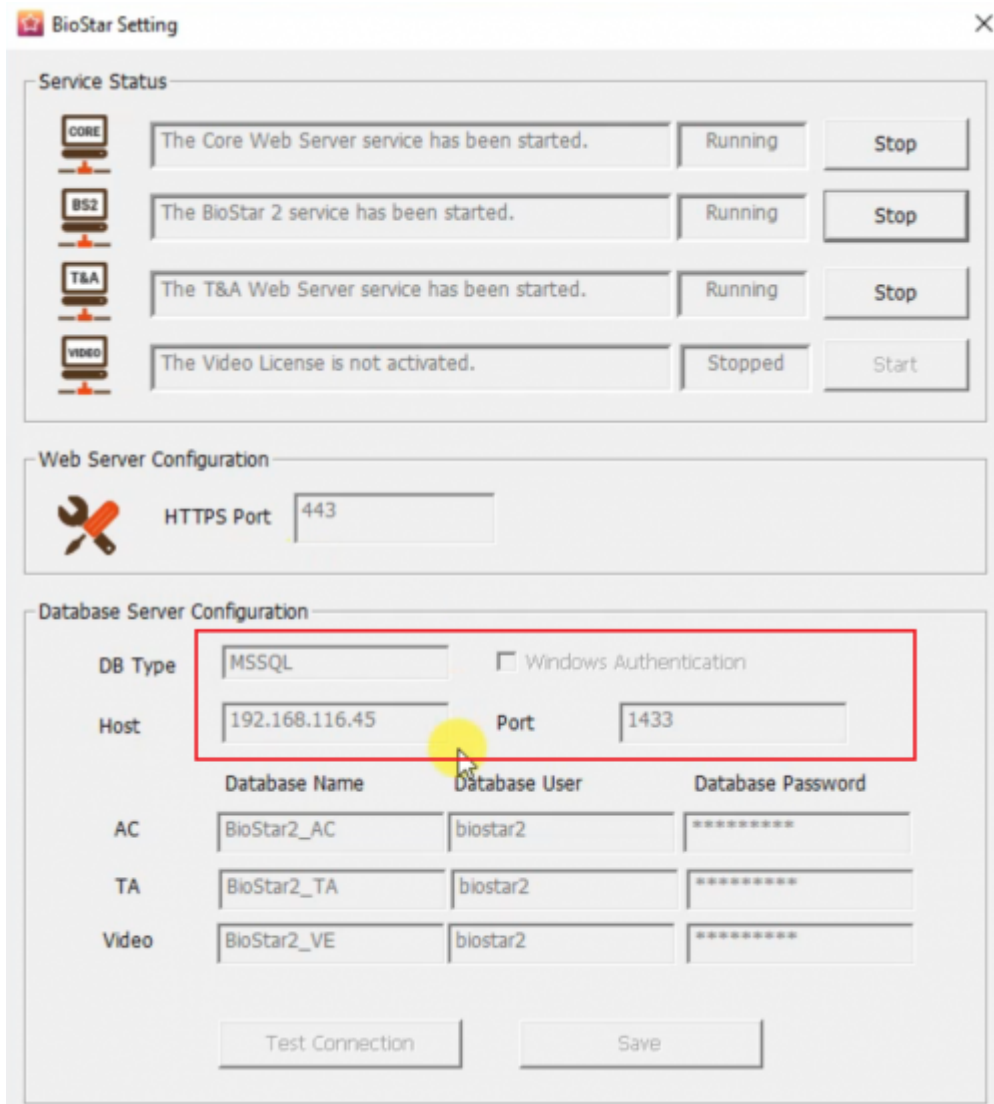 BioStar Setting
Service Status
CORE The Core Web Server service has been started. Running Stop
BS2 The BioStar 2 service has been started. Running Stop
T&A The T&A Web Server service has been started. Running Stop
VIDEO The Video License is not activated. Stopped Start
Web Server Configuration
HTTPS Port 443
Database Server Configuration
DB Type MSSQL Windows Authentication
Host 192.168.116.45 Port 1433
Database Name Database User Database Password
AC BioStar2_AC biostar2 *********
TA BioStar2_TA biostar2 *********
Video BioStar2_VE biostar2 *********
Test Connection Save